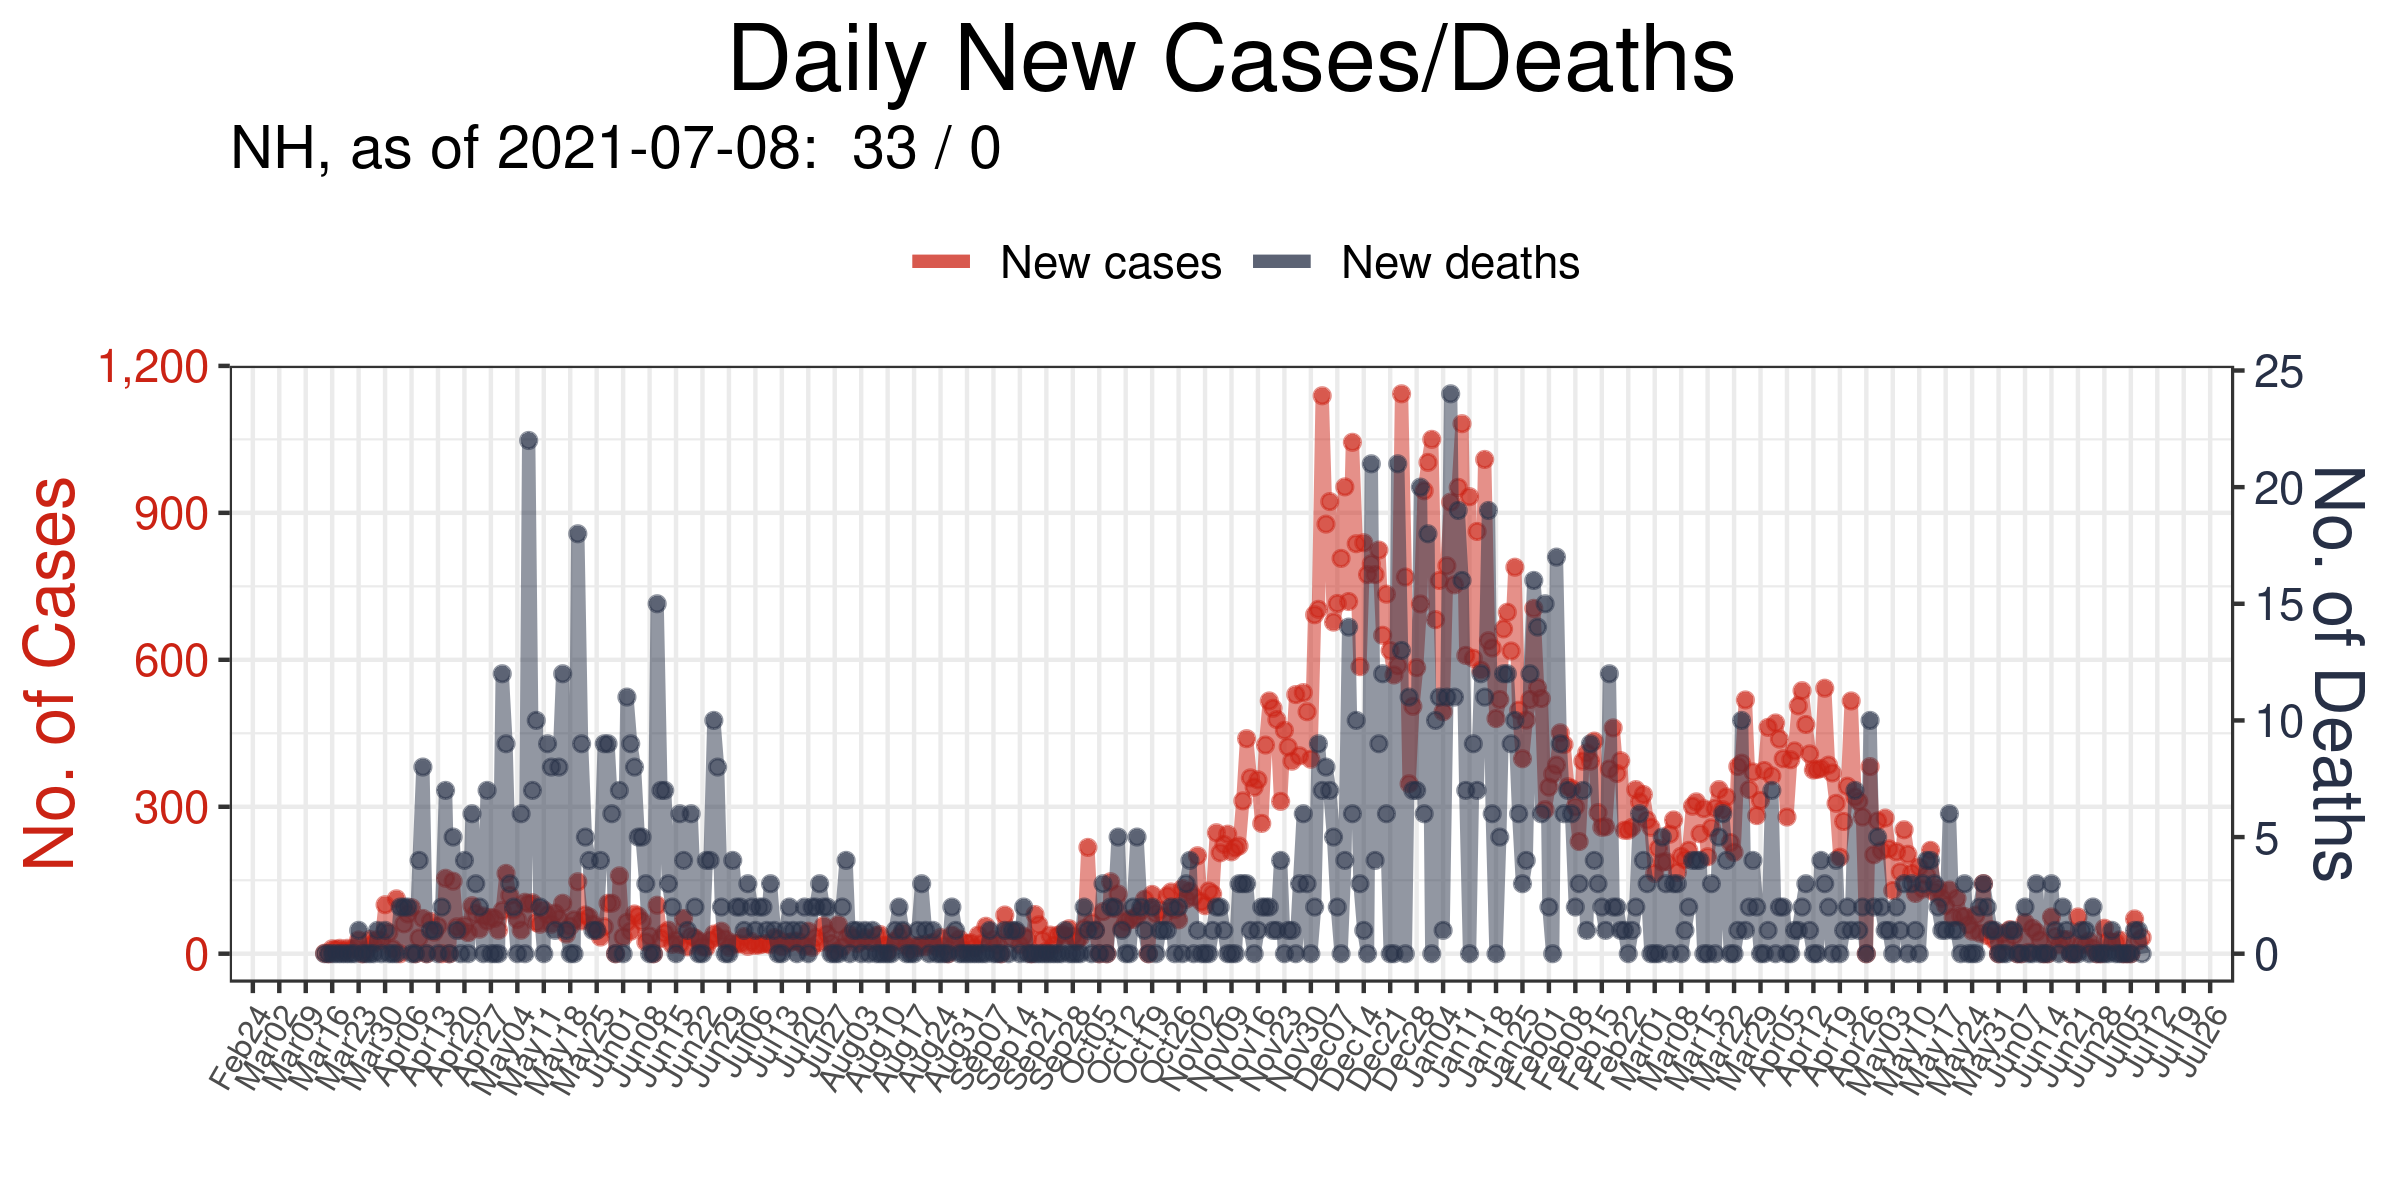 Daily New Cases/Deaths
NH, as of 2021-07-08:  33 / 0
New cases
New deaths
No. of Cases
1,200
900
600
300
0
25
20
15
10
5
0
No. of Deaths
Feb24
Mar02
Mar09
Mar16
Mar23
Mar30
Apr06
Apr13
Apr20
Apr27
May04
May11
May18
May25
Jun01
Jun08
Jun15
Jun22
Jun29
Jul06
Jul13
Jul20
Jul27
Aug03
Aug10
Aug17
Aug24
Aug31
Sep07
Sep14
Sep21
Sep28
Oct05
Oct12
Oct19
Oct26
Nov02
Nov09
Nov16
Nov23
Nov30
Dec07
Dec14
Dec21
Dec28
Jan04
Jan11
Jan18
Jan25
Feb01
Feb08
Feb15
Feb22
Mar01
Mar08
Mar15
Mar22
Mar29
Apr05
Apr12
Apr19
Apr26
May03
May10
May17
May24
May31
Jun07
Jun14
Jun21
Jun28
Jul05
Jul12
Jul19
Jul26